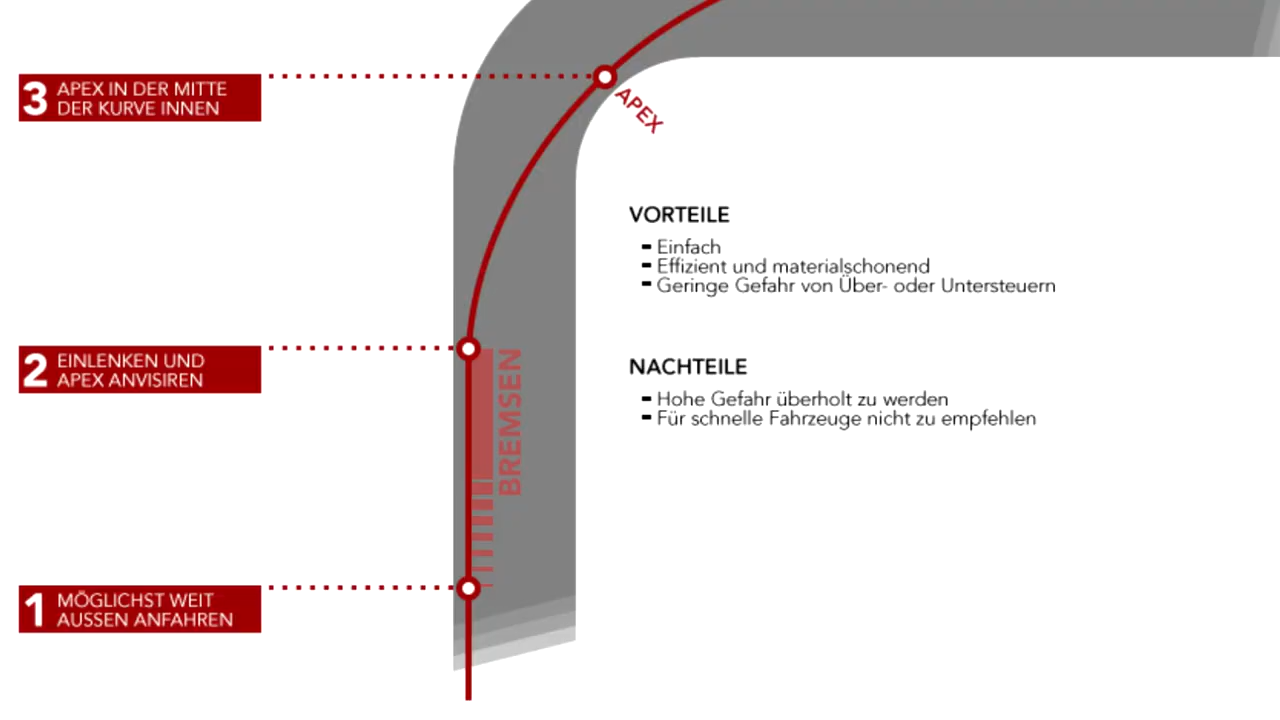 3 APEX IN DER MITTE
DER KURVE INNEN
APEX
VORTEILE
- Einfach
- Effizient und materialschonend
- Geringe Gefahr von Über- oder Untersteuern
2 EINLENKEN UND
APEX ANVISIREN
BREMSEN
NACHTEILE
- Hohe Gefahr überholt zu werden
- Für schnelle Fahrzeuge nicht zu empfehlen
1 MÖGLICHST WEIT
AUSSEN ANFAHREN